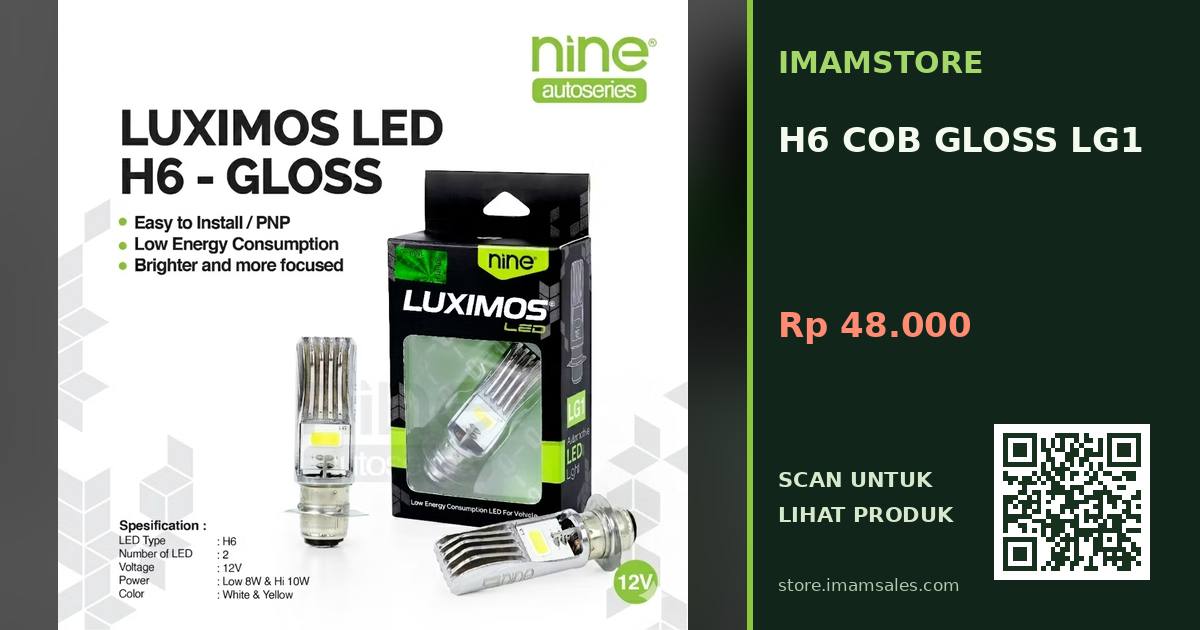 nine®
autoseries
LUXIMOS LED
H6 - GLOSS
Easy to Install / PNP
Low Energy Consumption
Brighter and more focused
nine®
LUXIMOS
LED
LG1
Automotive
LED
Light
Low Energy Consumption LED For Vehicle
Spesification :
LED Type : H6
Number of LED : 2
Voltage : 12V
Power : Low 8W & Hi 10W
Color : White & Yellow
12V
IMAMSTORE
H6 COB GLOSS LG1
Rp 48.000
SCAN UNTUK
LIHAT PRODUK
store.imamsales.com